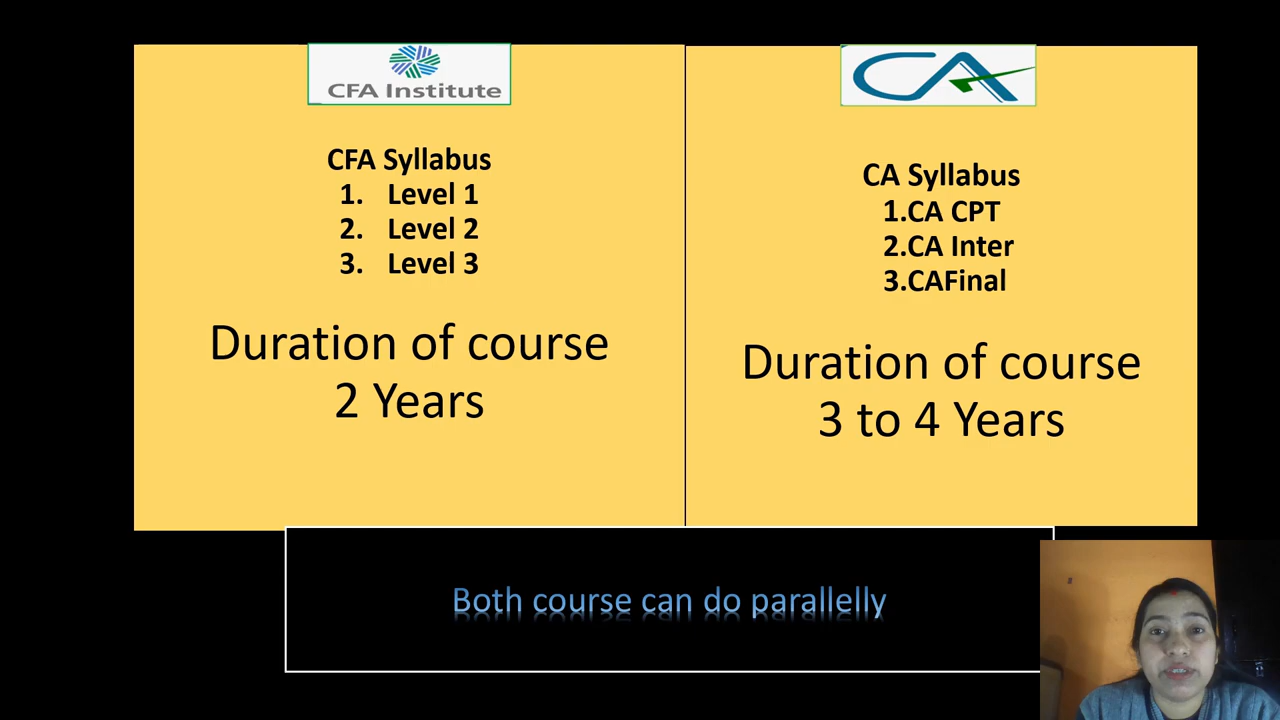 CFA Institute
CFA Syllabus
1. Level 1
2. Level 2
3. Level 3
Duration of course
2 Years
CA
CA Syllabus
1.CA CPT
2.CA Inter
3.CAFinal
Duration of course
3 to 4 Years
Both course can do parallelly